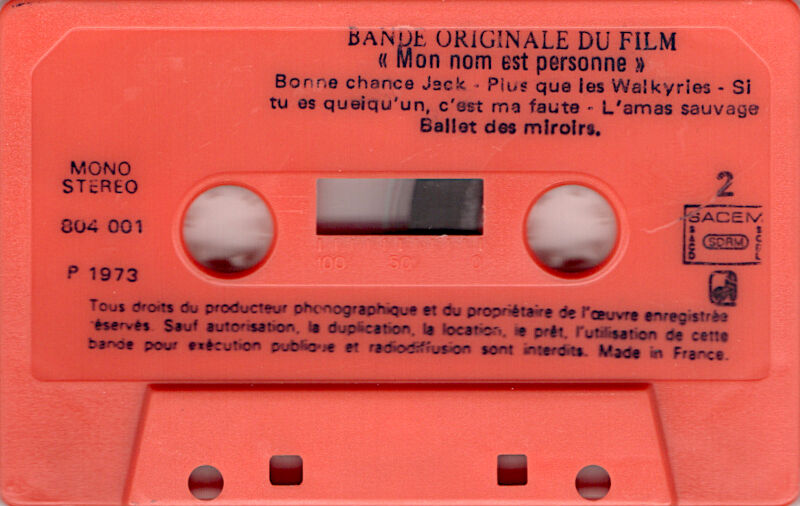 BANDE ORIGINALE DU FILM
« Mon nom est personne »
Bonne chance Jack - Plus que les Walkyries - Si
tu es quelqu'un, c'est ma faute - L'amas sauvage
Ballet des miroirs.
MONO
STEREO
2
804 001
SACEM
SACD
SDRM
SGDL
100 50 0
P 1973
Tous droits du producteur phonographique et du propriétaire de l'œuvre enregistrée
réservés. Sauf autorisation, la duplication, la location, le prêt, l'utilisation de cette
bande pour exécution publique et radiodiffusion sont interdits. Made in France.